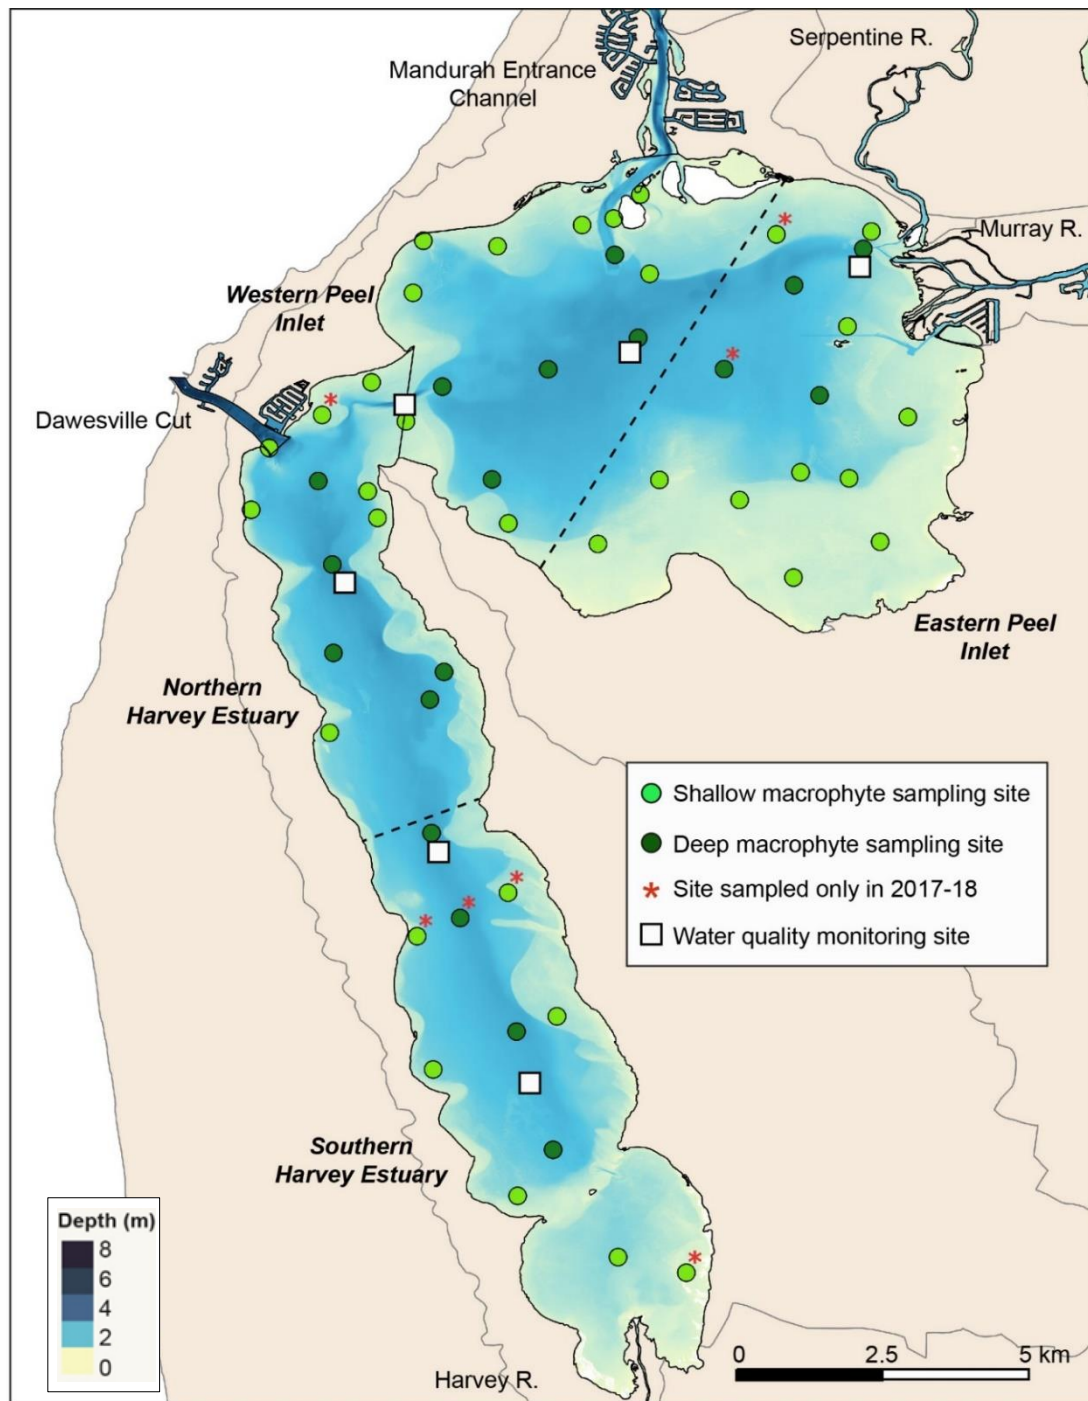 Serpentine R.
Mandurah Entrance
Channel
Murray R.
Western Peel
Inlet
Dawesville Cut
Eastern Peel
Inlet
Northern
Harvey Estuary
Shallow macrophyte sampling site
Deep macrophyte sampling site
* Site sampled only in 2017-18
Water quality monitoring site
Southern
Harvey Estuary
Depth (m)
8
6
4
2
0
Harvey R.
0 2.5 5 km